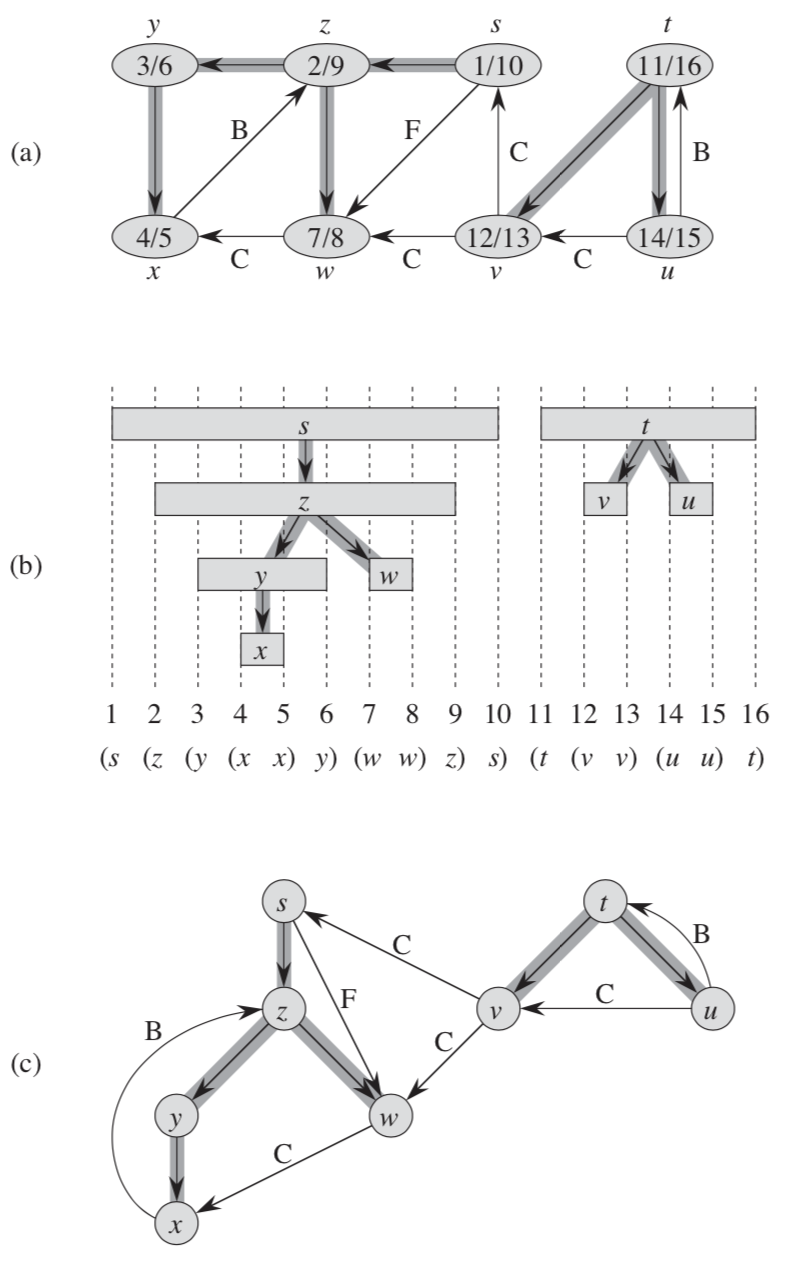 y z s t
3/6 2/9 1/10 11/16
(a) B F C B
4/5 C 7/8 C 12/13 C 14/15
x w v u
s t
z v u
(b) y w
x
1 2 3 4 5 6 7 8 9 10 11 12 13 14 15 16
(s (z (y (x x) y) (w w) z) s) (t (v v) (u u) t)
s t
C B
F
B z v C u
C
(c)
y w
C
x